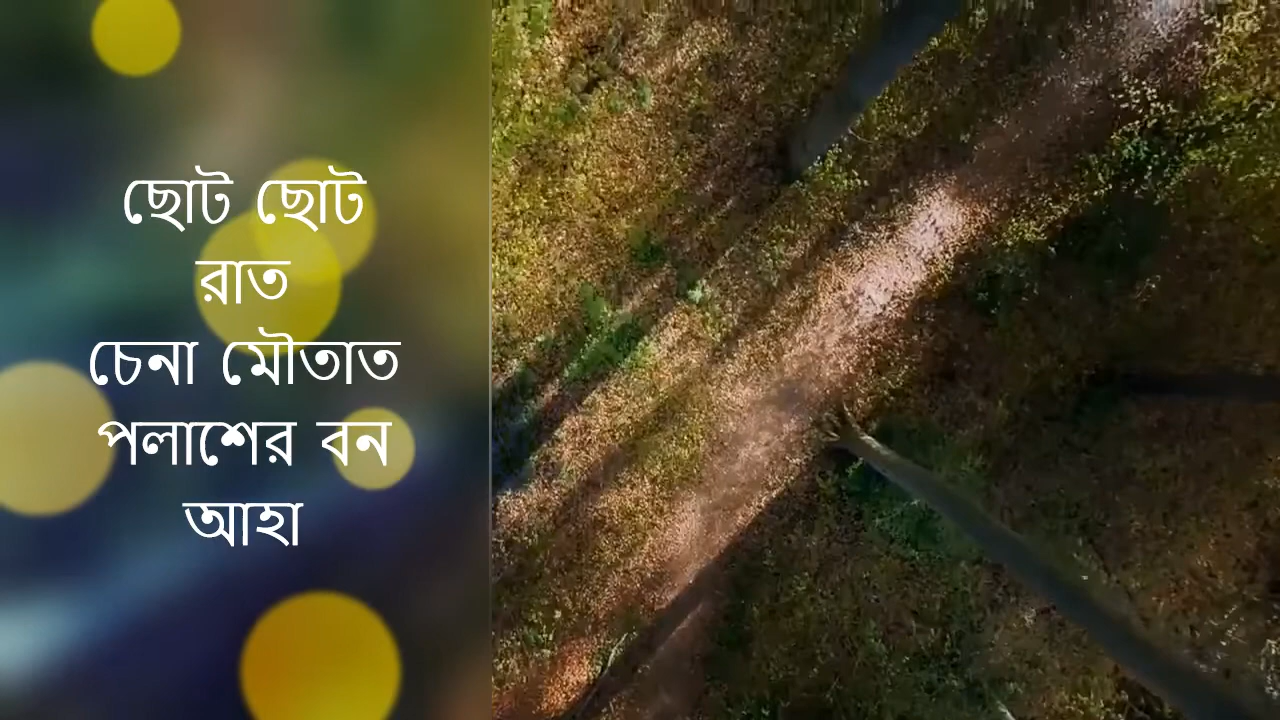 ছোট ছোট
রাত
চেনা মৌতাত
পলাশের বন
আহা